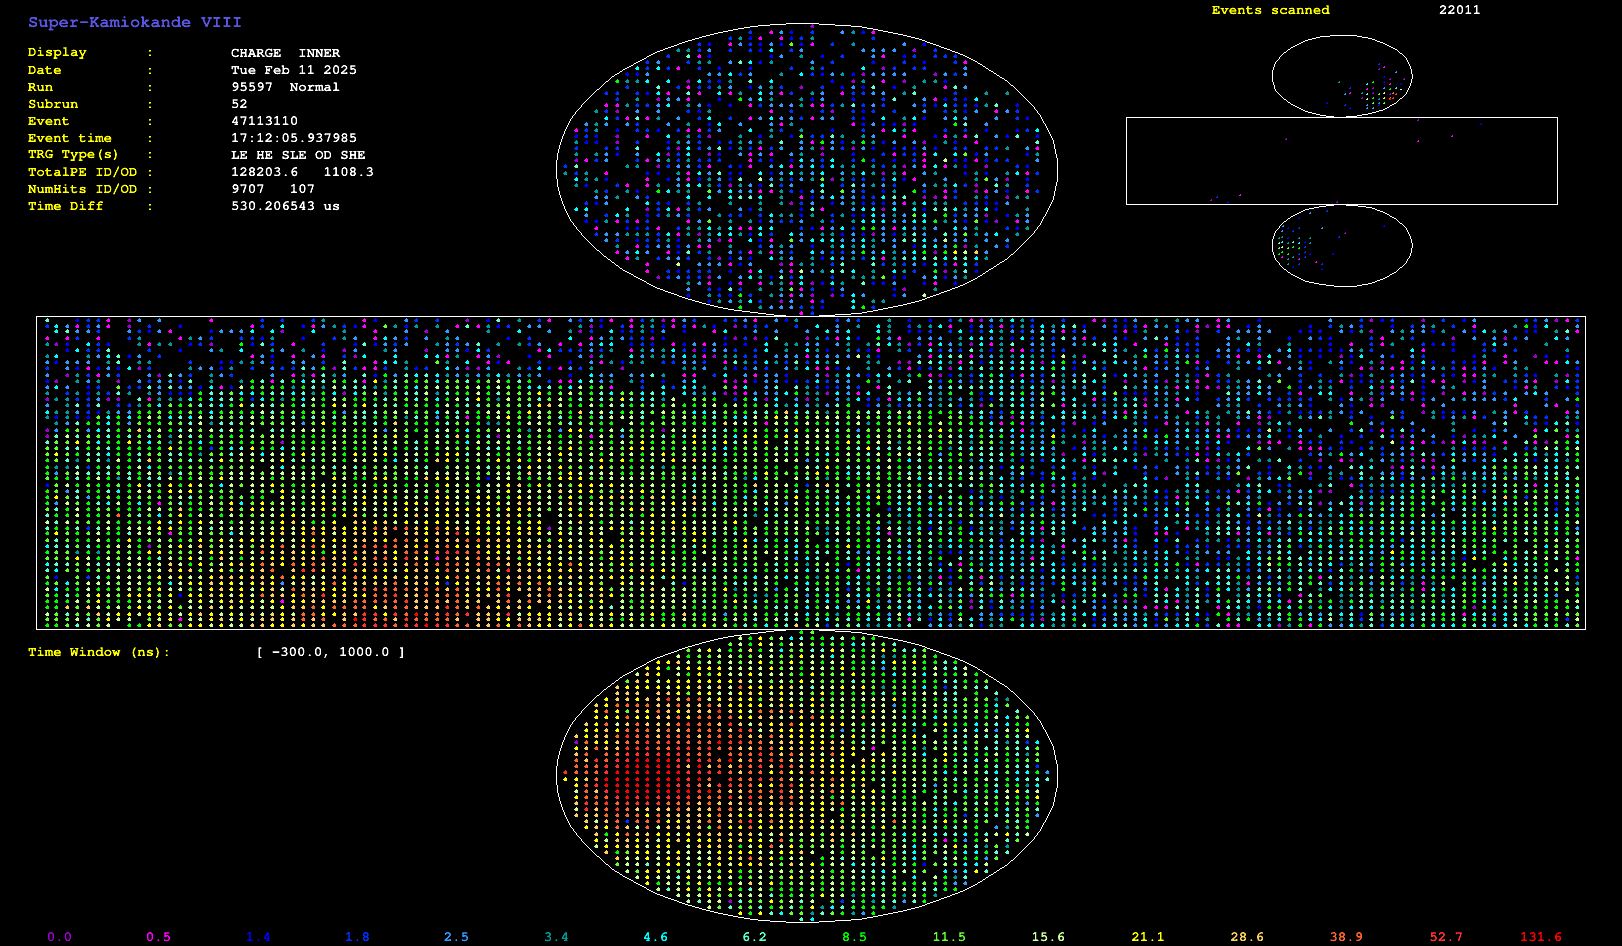 Super-Kamiokande VIII
Events scanned 22011
Display : CHARGE INNER
Date : Tue Feb 11 2025
Run : 95597 Normal
Subrun : 52
Event : 47113110
Event time : 17:12:05.937985
TRG Type(s) : LE HE SLE OD SHE
TotalPE ID/OD : 128203.6 1108.3
NumHits ID/OD : 9707 107
Time Diff : 530.206543 us
Time Window (ns): [ -300.0, 1000.0 ]
0.0 0.5 1.4 1.8 2.5 3.4 4.6 6.2 8.5 11.5 15.6 21.1 28.6 38.9 52.7 131.6